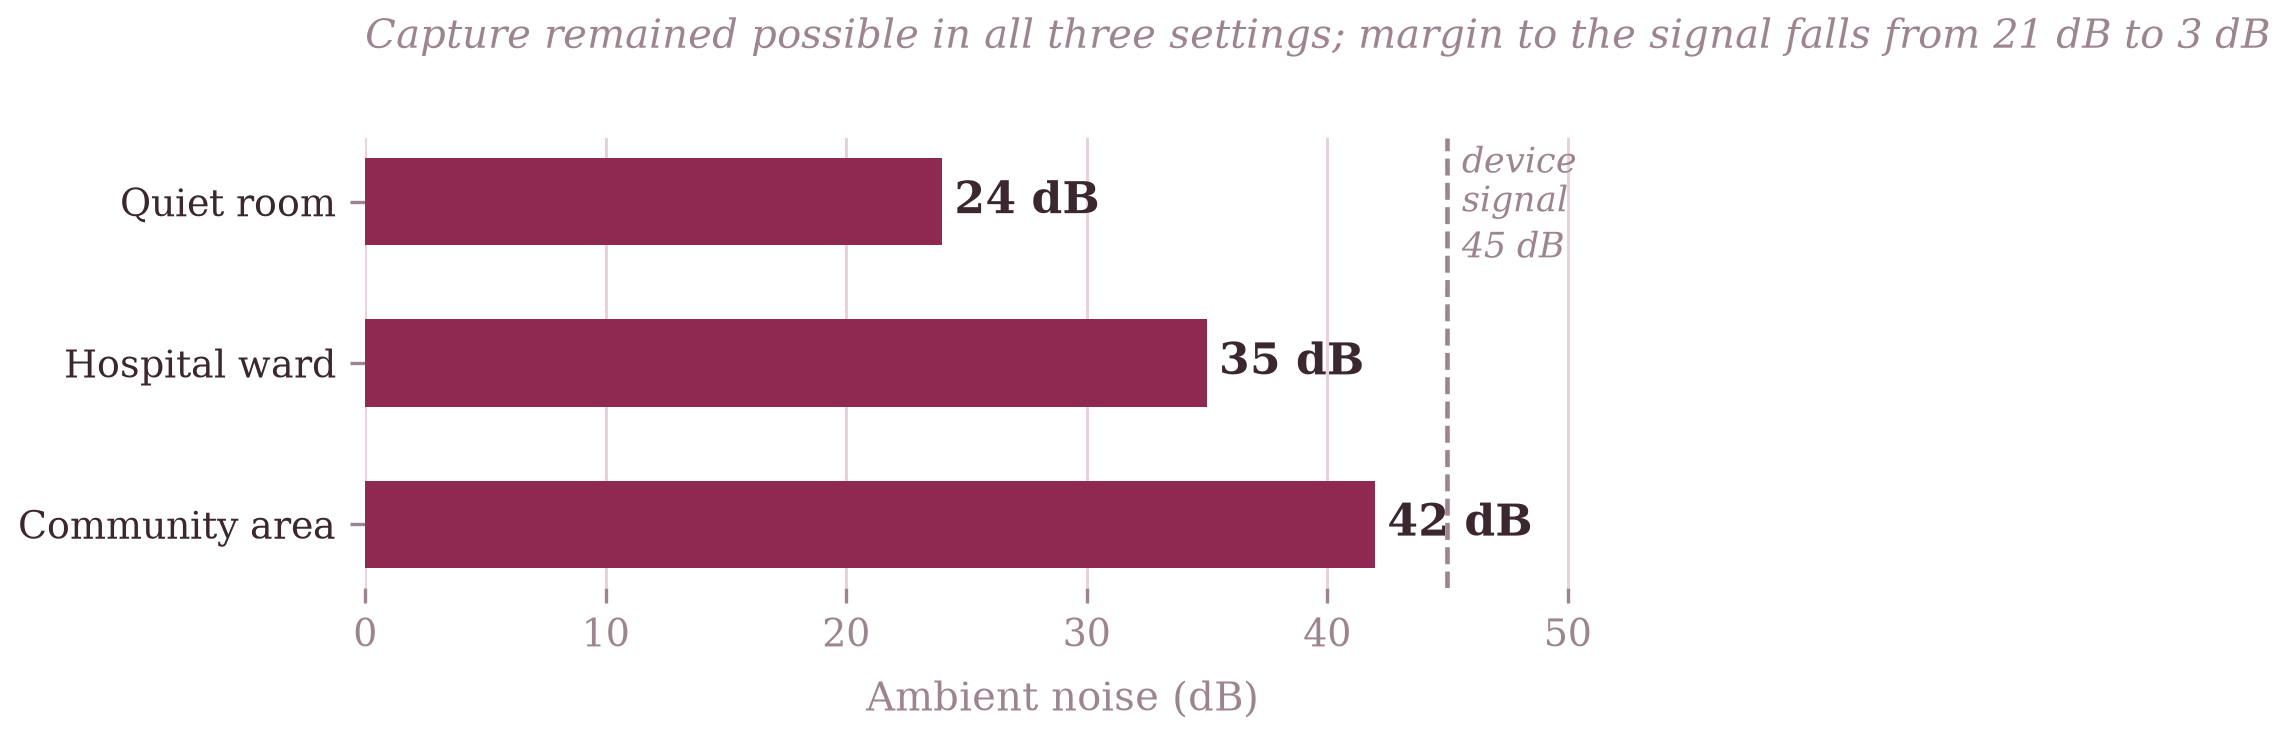 Capture remained possible in all three settings; margin to the signal falls from 21 dB to 3 dB
device
signal
45 dB
Quiet room
24 dB
Hospital ward
35 dB
Community area
42 dB
0 10 20 30 40 50
Ambient noise (dB)